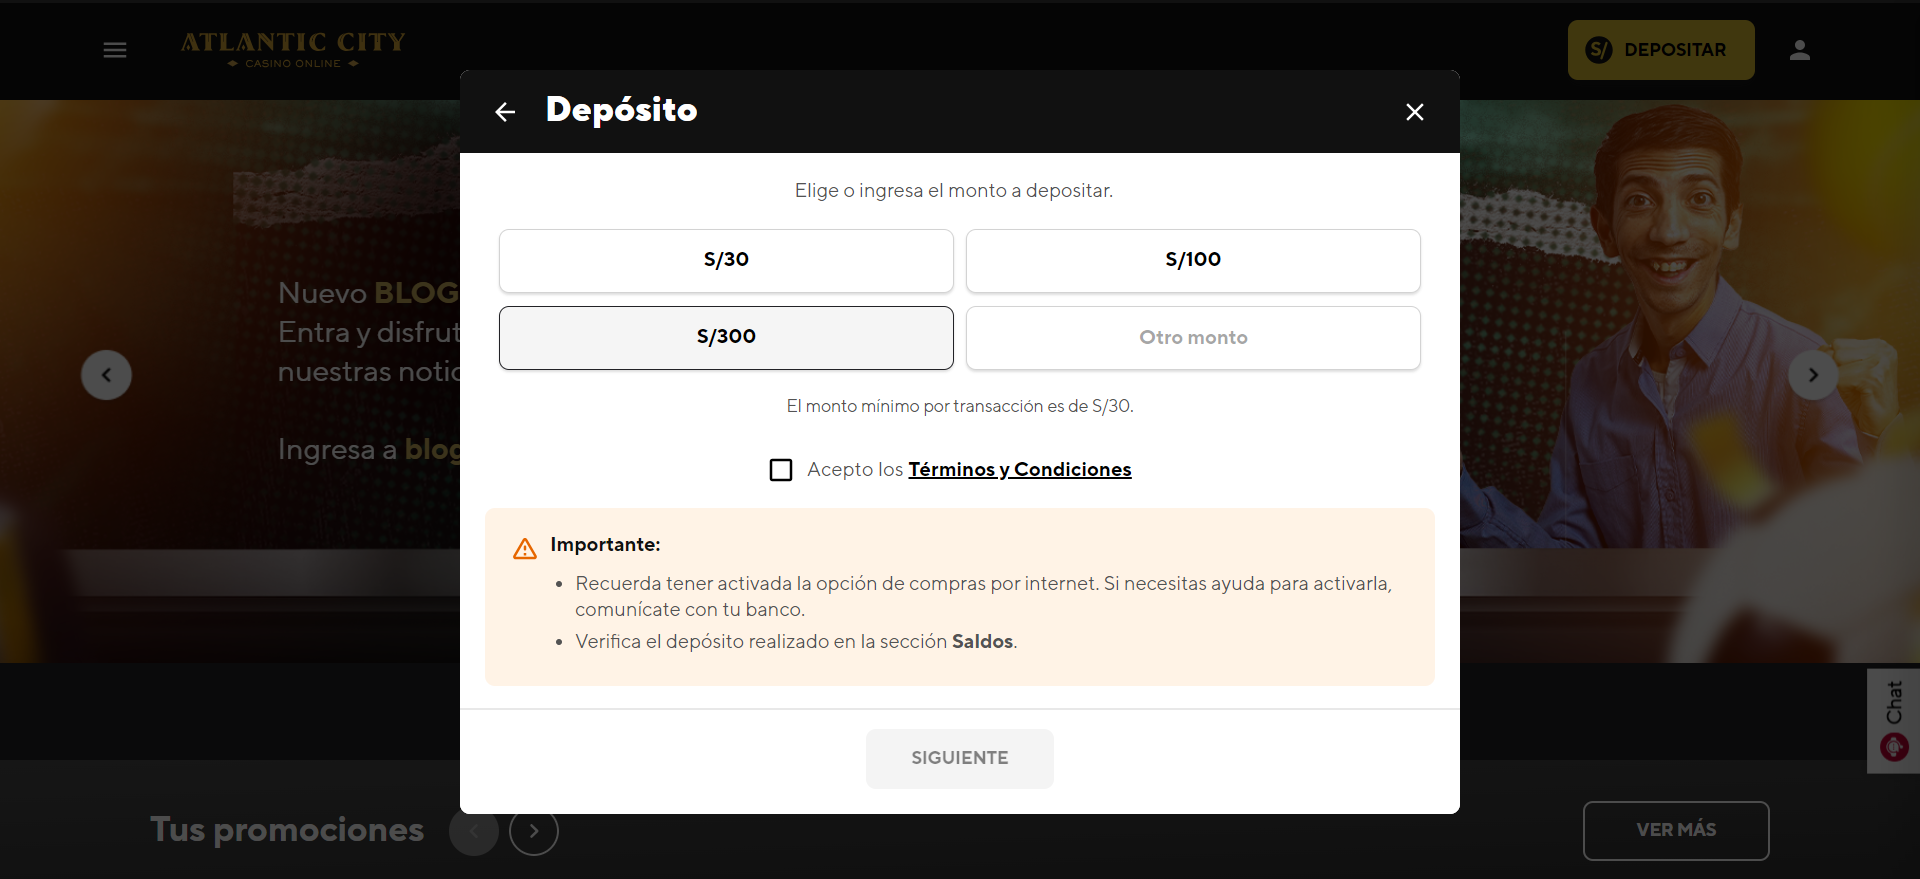 ATLANTIC CITY
CASINO ONLINE
S/ DEPOSITAR
Depósito
Elige o ingresa el monto a depositar.
S/30
S/100
S/300
Otro monto
El monto mínimo por transacción es de S/30.
Acepto los Términos y Condiciones
Importante:
• Recuerda tener activada la opción de compras por internet. Si necesitas ayuda para activarla,
comunícate con tu banco.
• Verifica el depósito realizado en la sección Saldos.
SIGUIENTE
Nuevo BLOG
Entra y disfrut
nuestras notic
Ingresa a blog
Chat
Tus promociones
VER MÁS